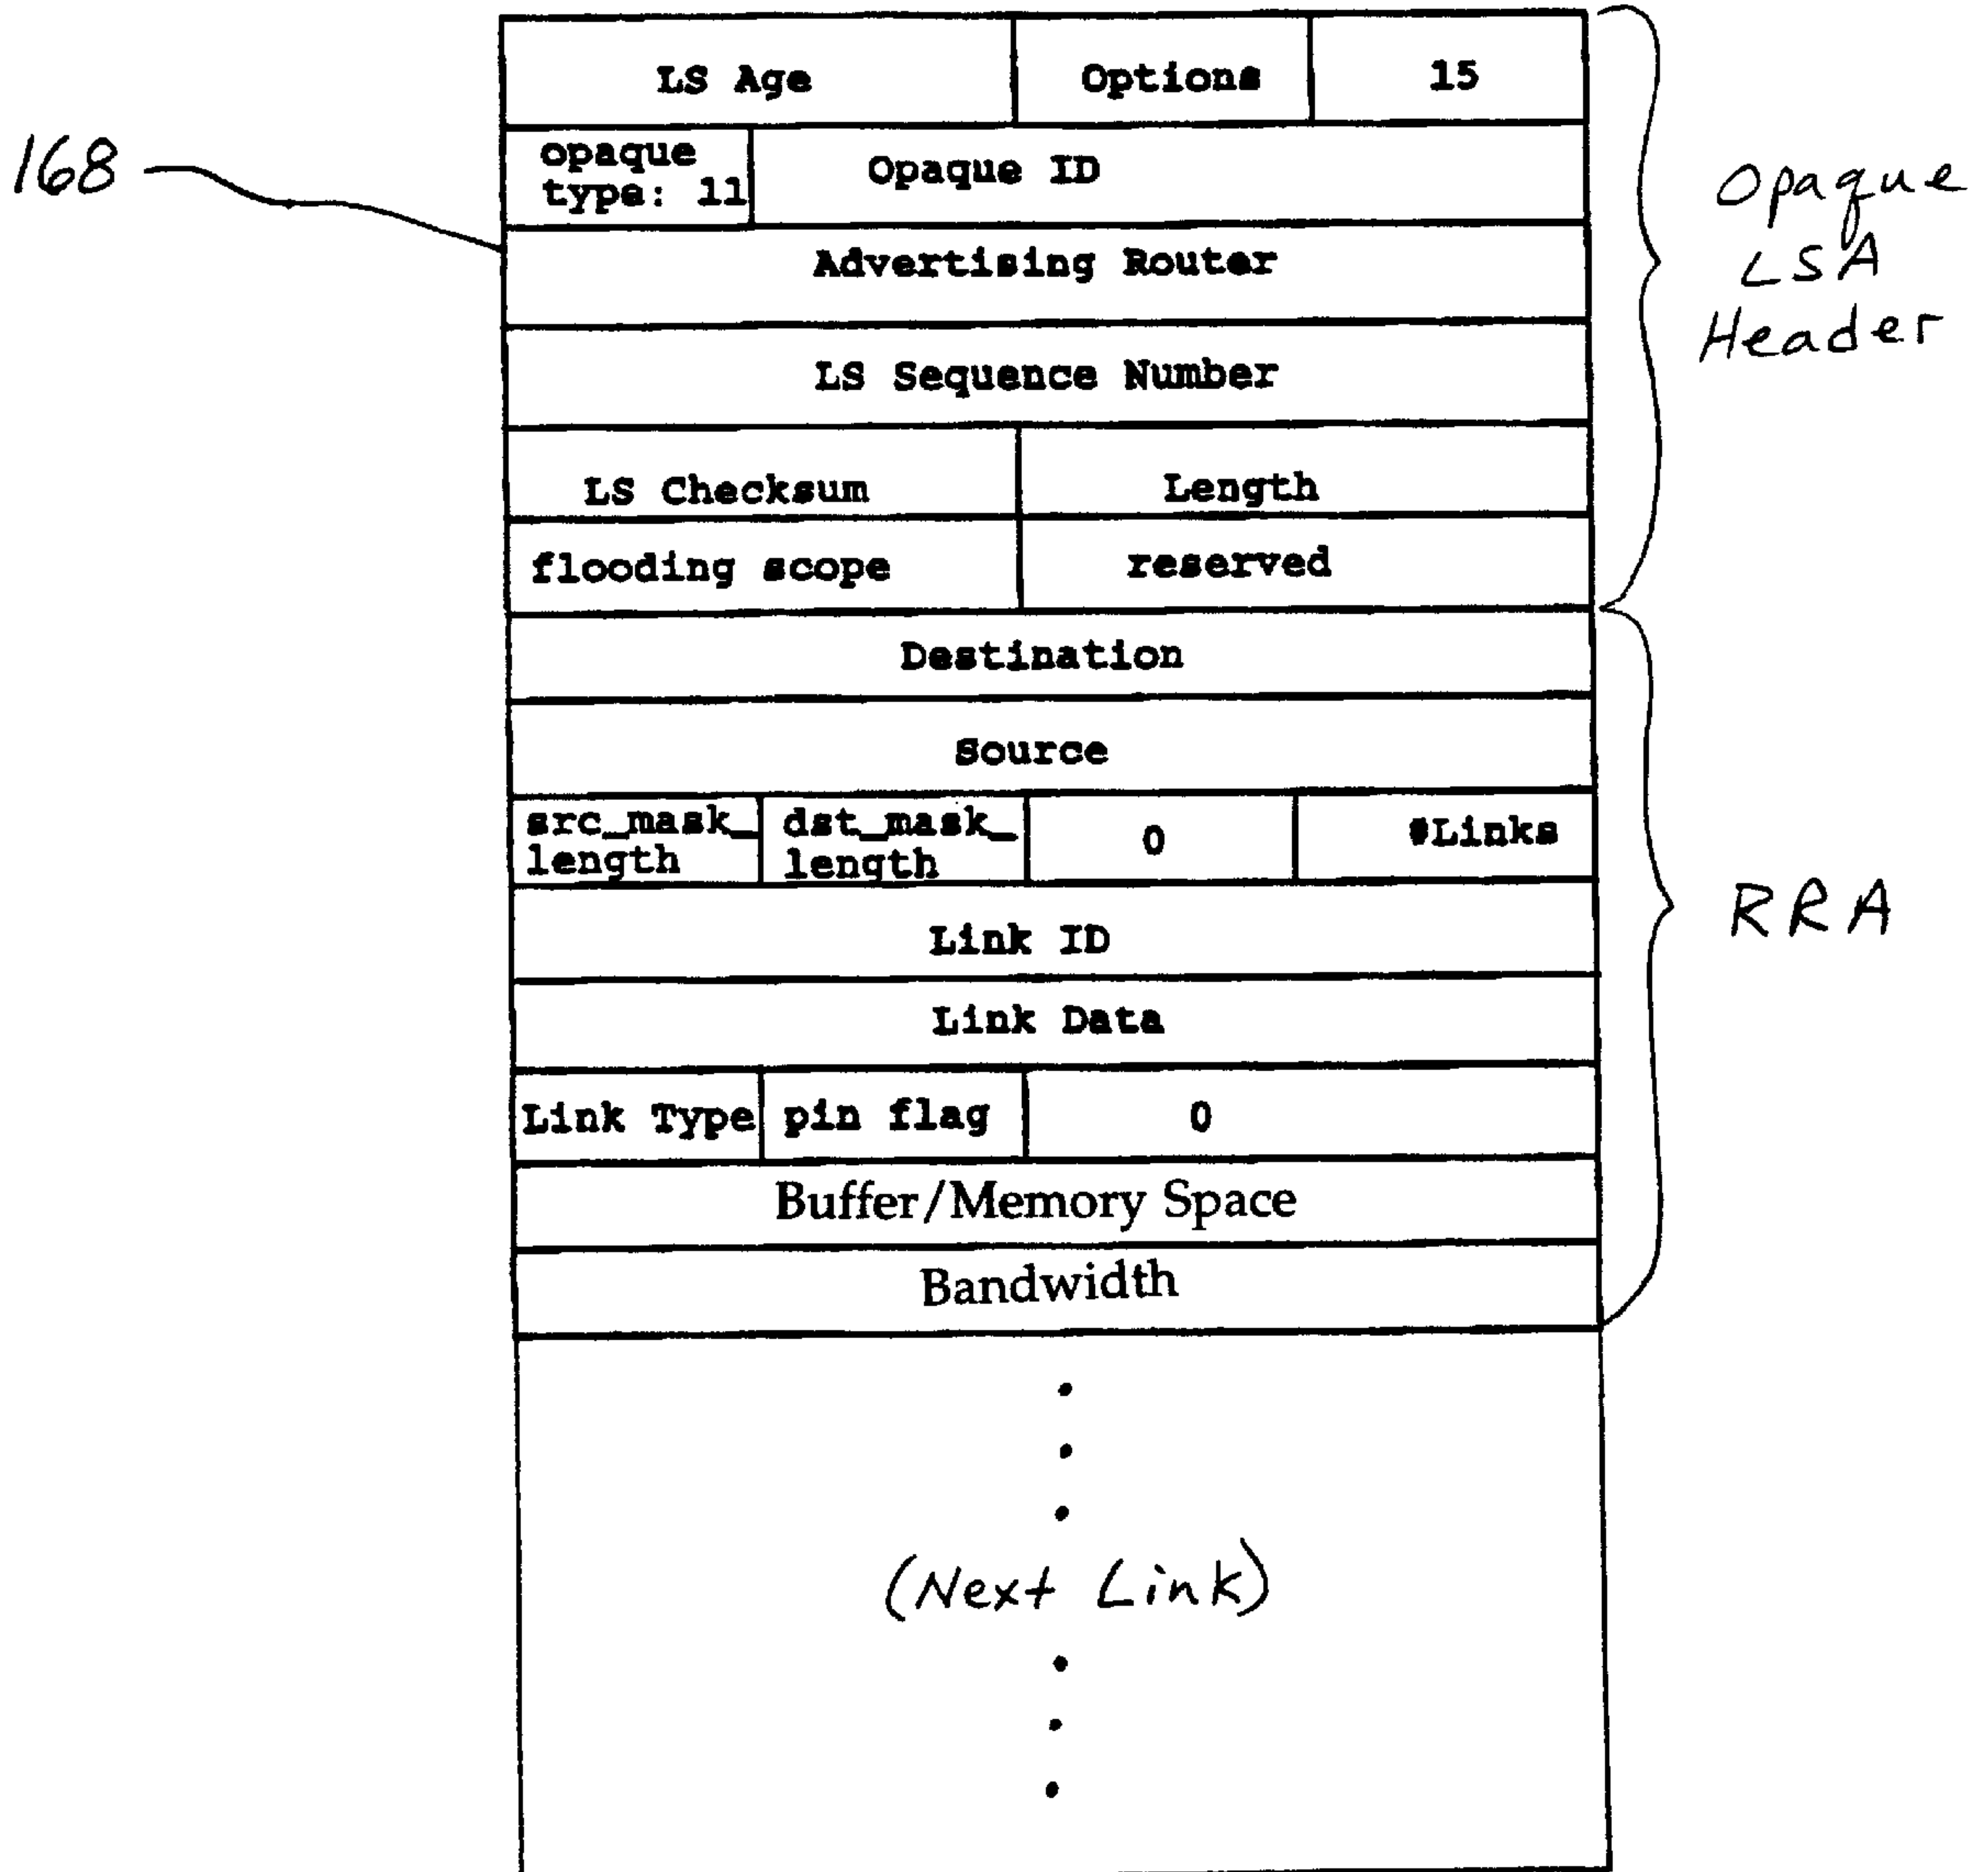 LS Age Options 15
168
opaque
type: 11
Opaque ID
Opaque
LSA
Header
Advertising Router
LS Sequence Number
LS Checksum Length
flooding scope reserved
Destination
Source
src_mask_
length
dst_mask_
length
0
#Links
RRA
Link ID
Link Data
Link Type pin flag 0
Buffer/Memory Space
Bandwidth
(Next Link)